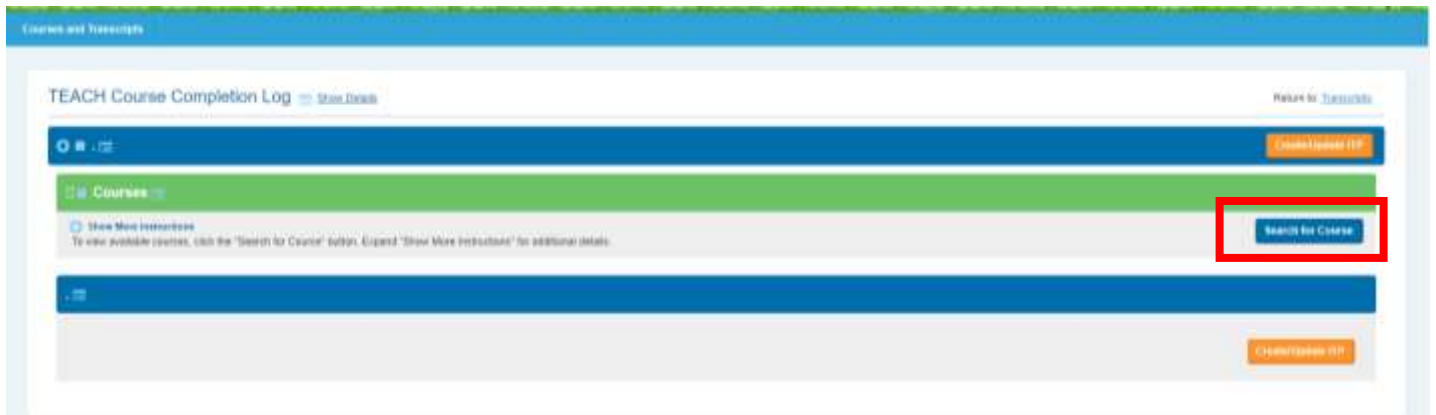 Courses and Transcripts
TEACH Course Completion Log Show Details
Return to: Transcripts
Create/Update ITP
Courses
Show More Instructions
To view available courses, click the "Search for Course" button. Expand "Show More Instructions" for additional details.
Search for Course
Create/Update ITP